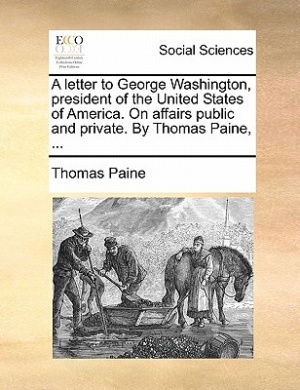 ECCO
Social Sciences
A letter to George Washington,
president of the United States
of America. On affairs public
and private. By Thomas Paine,
...
Thomas Paine